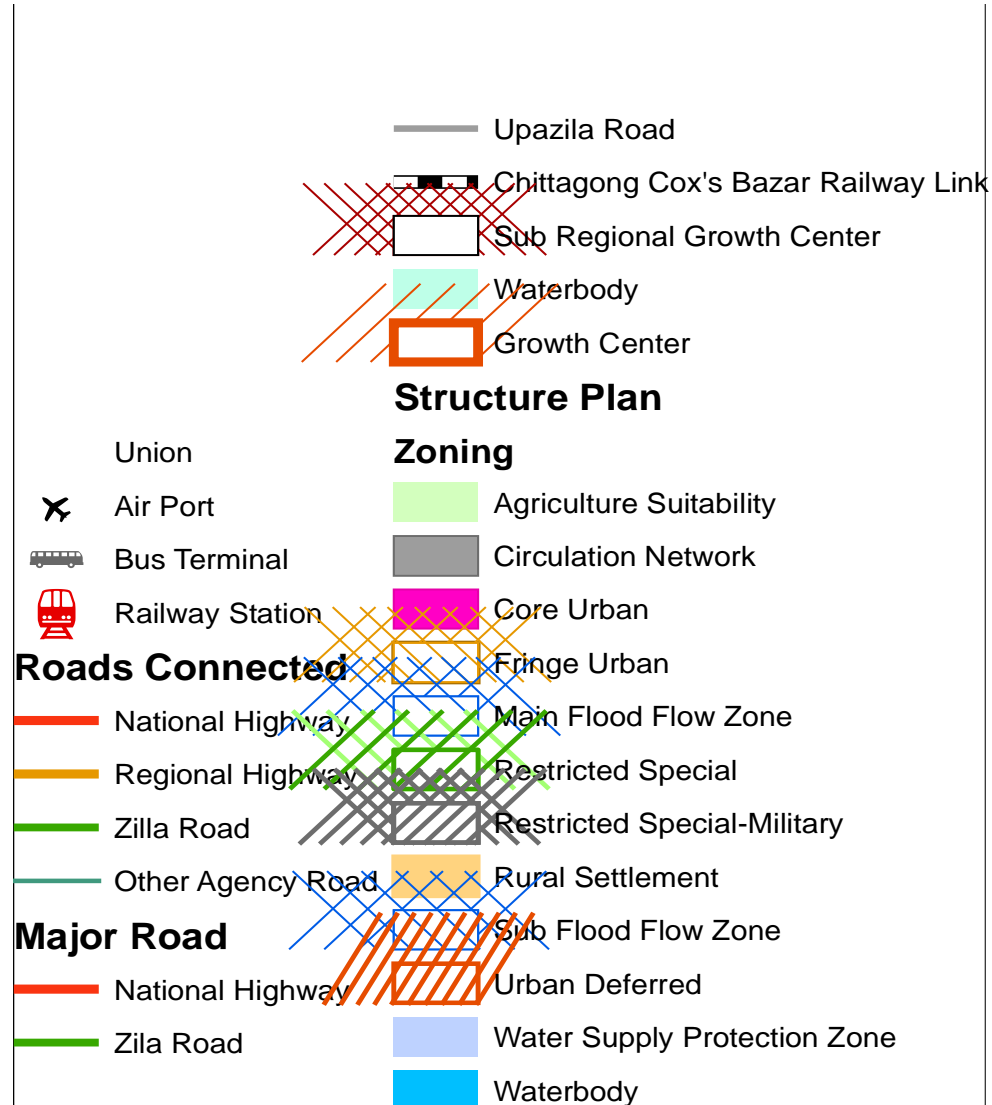 Upazila Road
Chittagong Cox's Bazar Railway Link
Sub Regional Growth Center
Waterbody
Growth Center
Structure Plan
Union
Air Port
Bus Terminal
Railway Station
Roads Connected
National Highway
Regional Highway
Zilla Road
Other Agency Road
Major Road
National Highway
Zila Road
Zoning
Agriculture Suitability
Circulation Network
Core Urban
Fringe Urban
Main Flood Flow Zone
Restricted Special
Restricted Special-Military
Rural Settlement
Sub Flood Flow Zone
Urban Deferred
Water Supply Protection Zone
Waterbody